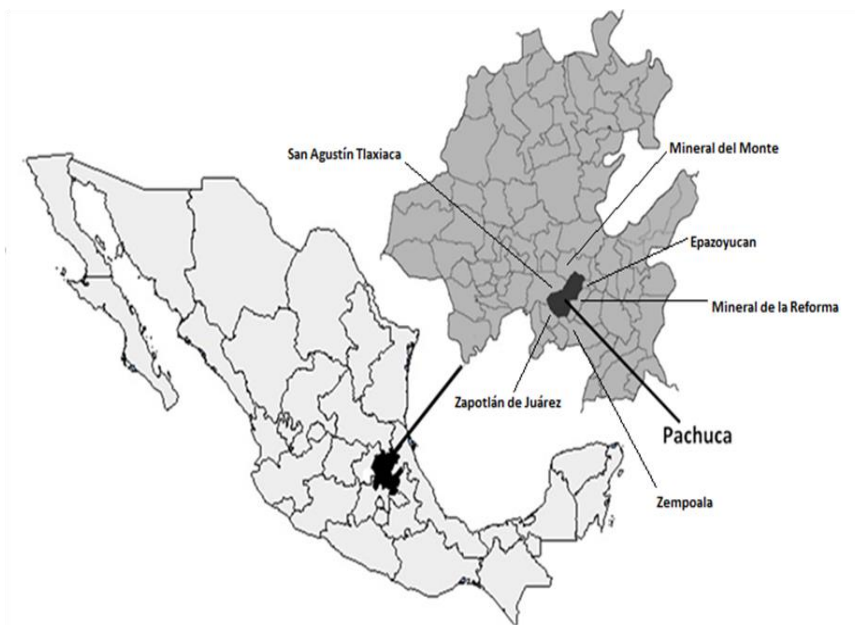 San Agustín Tlaxiaca
Mineral del Monte
Epazoyucan
Mineral de la Reforma
Zapotlán de Juárez
Pachuca
Zempoala